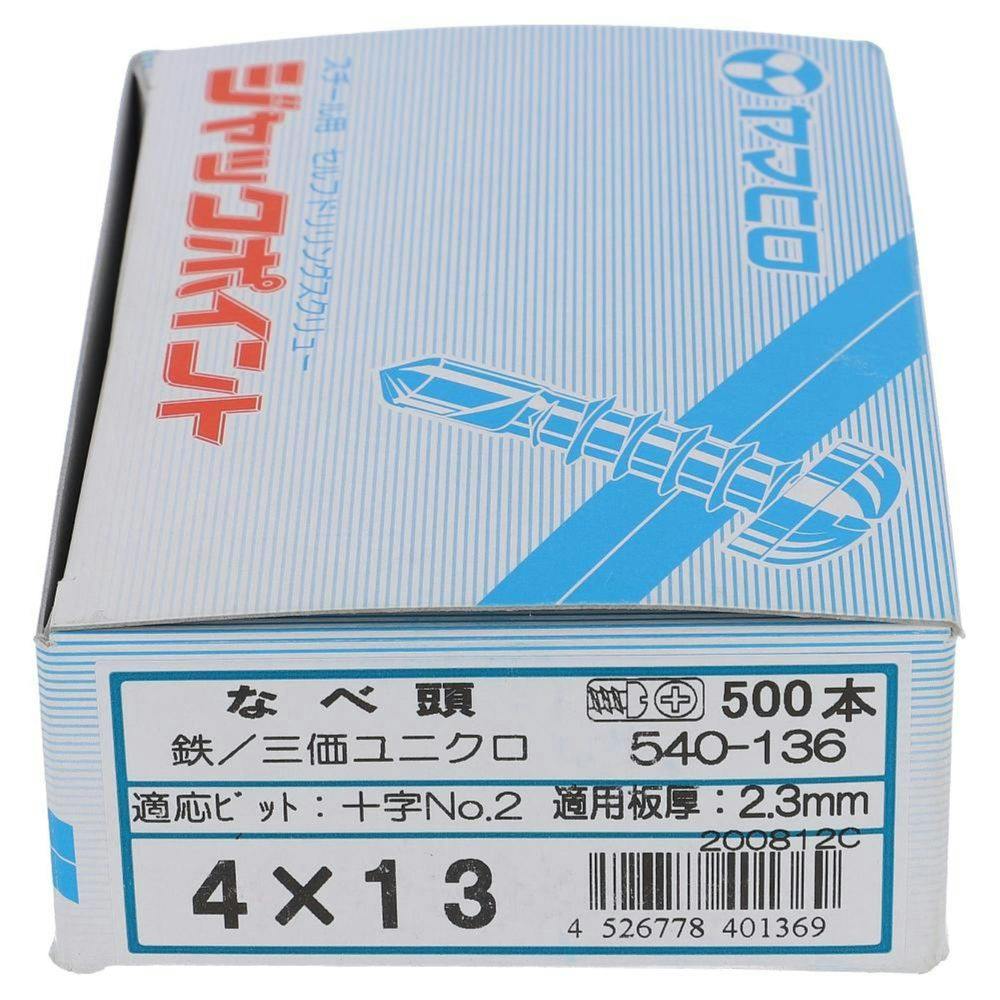 ヤマヒロ
スチール用 セルフドリリングスクリュー
ジャックポイント
なべ頭 500本
鉄／三価ユニクロ 540-136
適応ビット：十字No.2 適用板厚：2.3mm
200812C
4×13
4 526778 401369